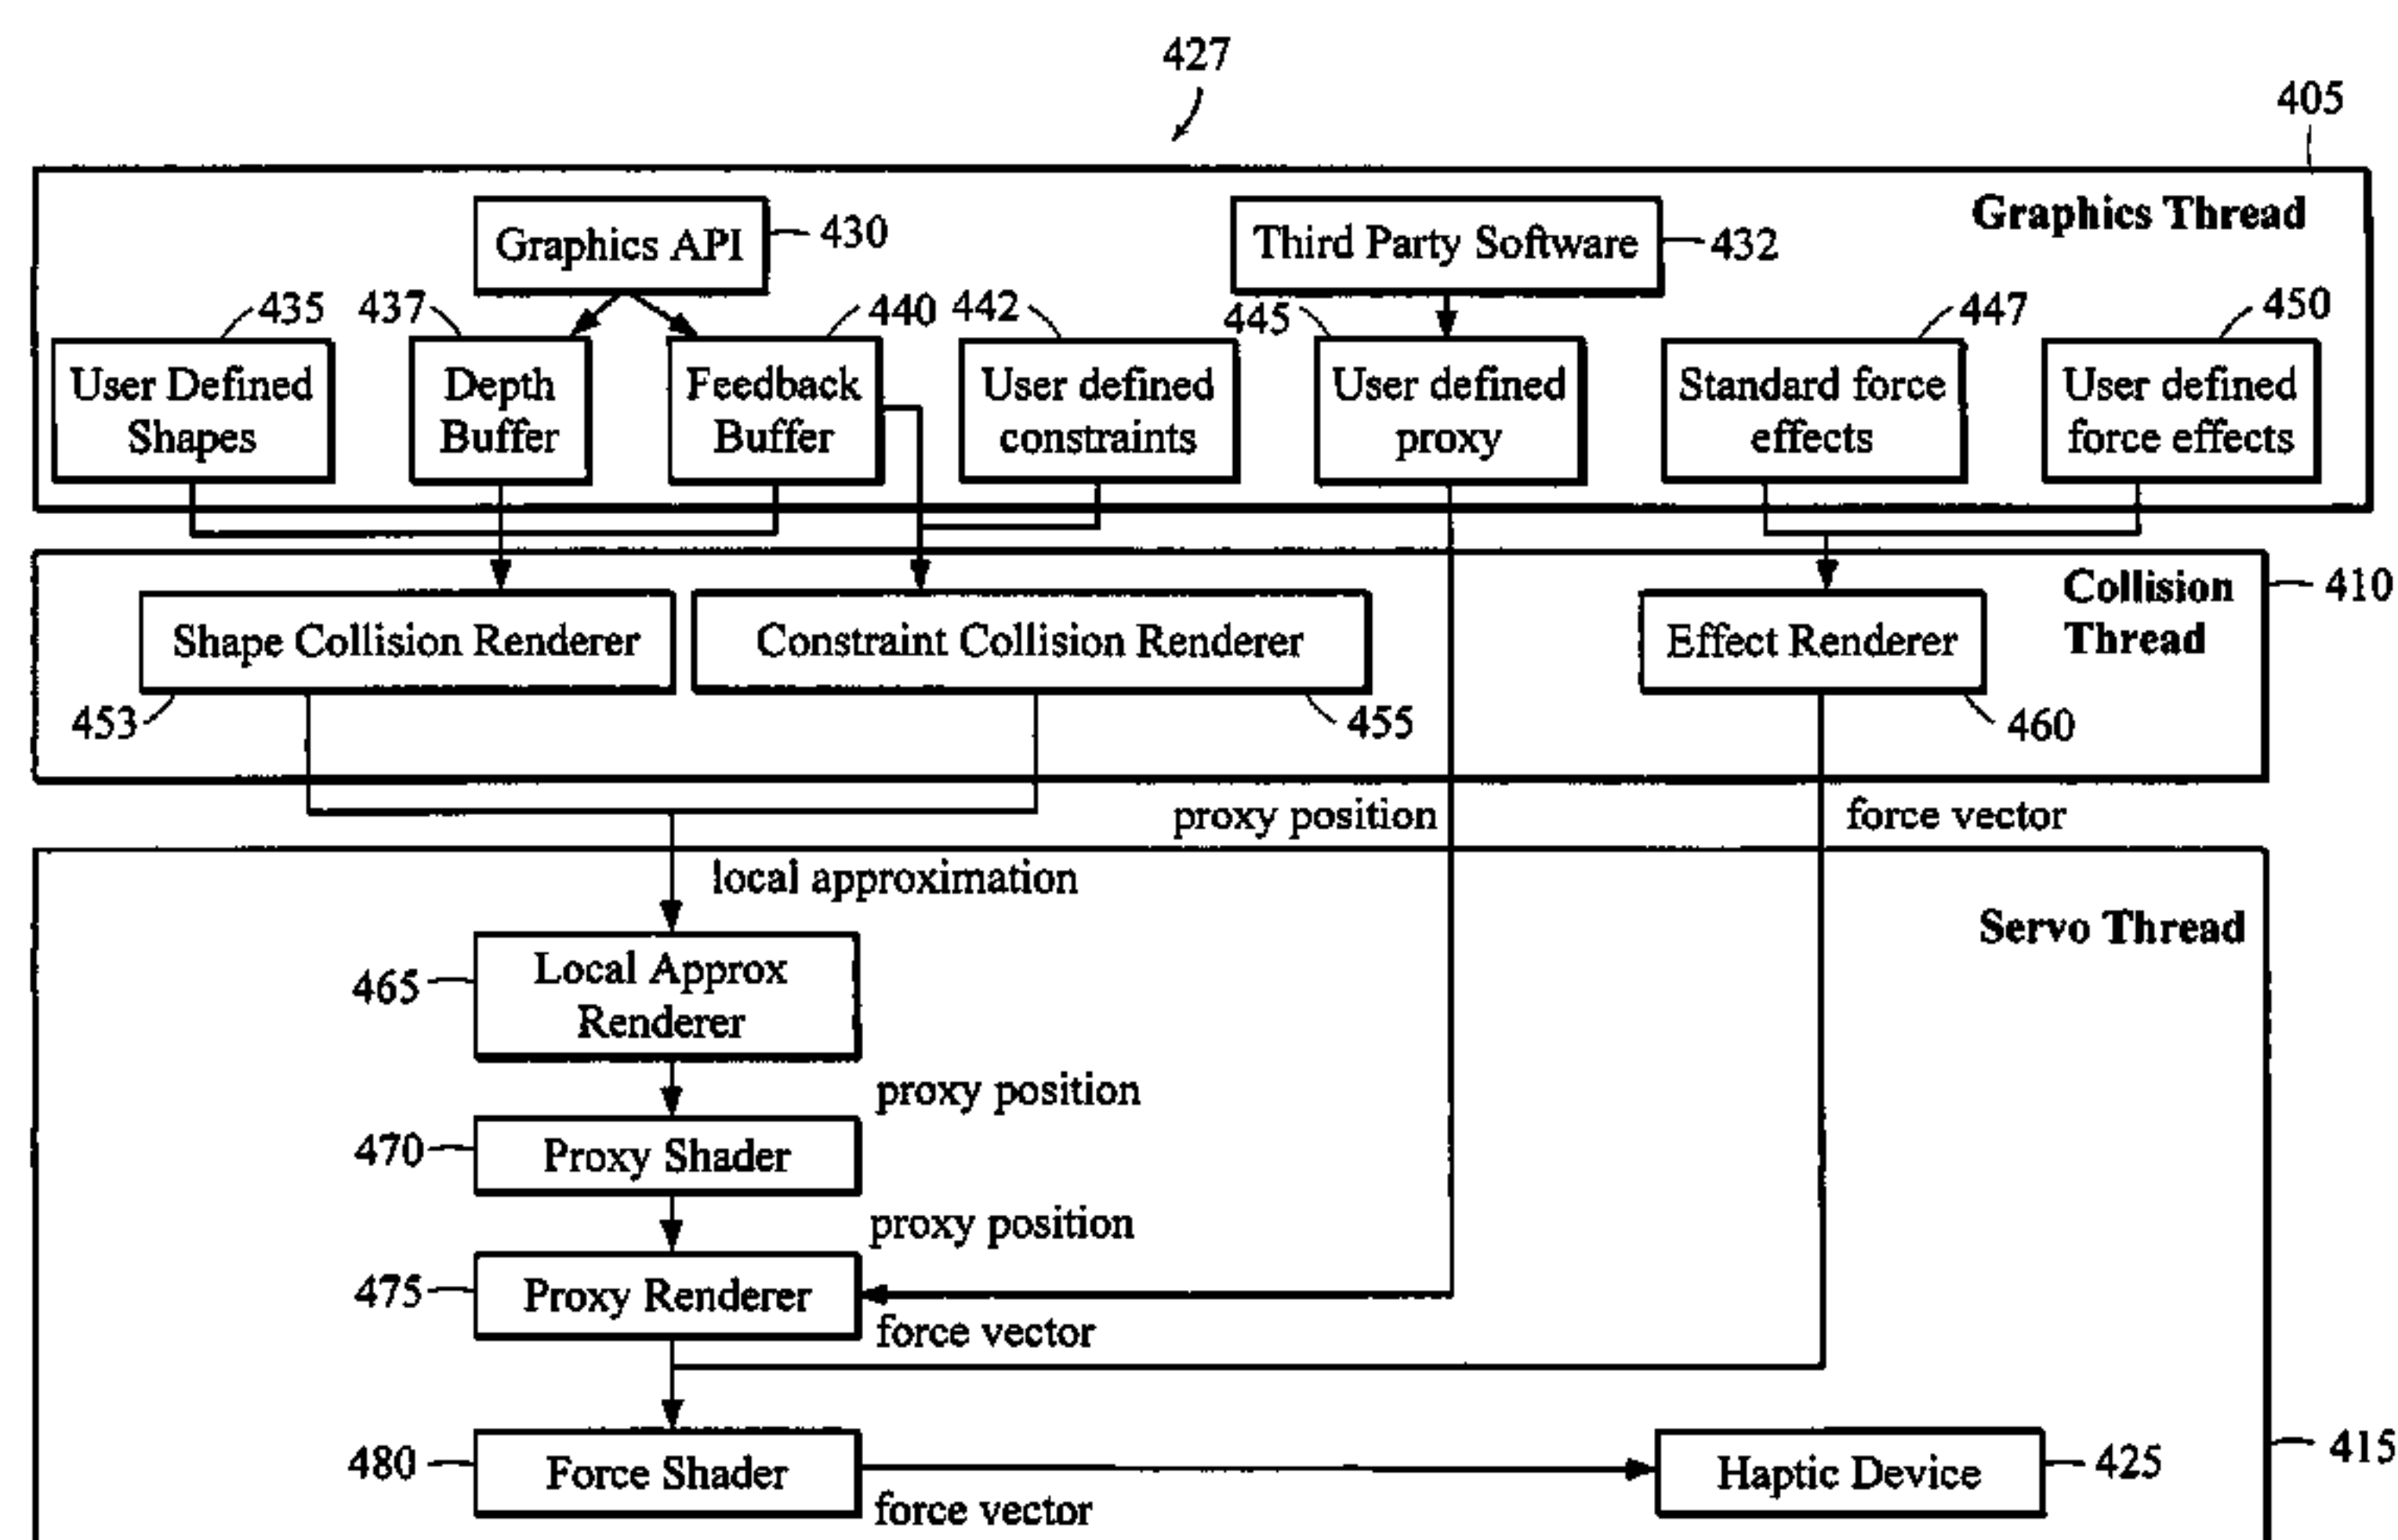 427
405
Graphics Thread
Graphics API
430
Third Party Software
432
435
437
440
442
445
447
450
User Defined
Shapes
Depth
Buffer
Feedback
Buffer
User defined
constraints
User defined
proxy
Standard force
effects
User defined
force effects
Collision
Thread
410
Shape Collision Renderer
Constraint Collision Renderer
Effect Renderer
453
455
460
proxy position
force vector
local approximation
Servo Thread
465
Local Approx
Renderer
proxy position
470
Proxy Shader
proxy position
475
Proxy Renderer
force vector
480
Force Shader
force vector
Haptic Device
425
415